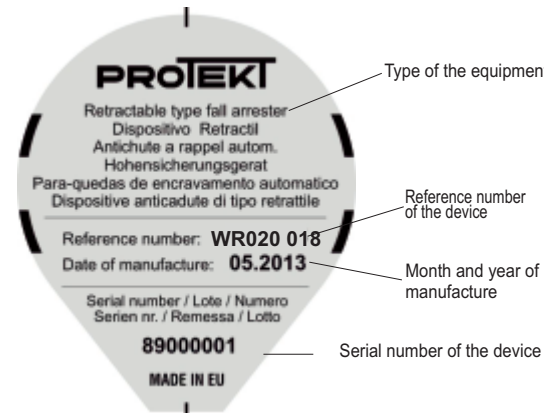 PROTEKT
Type of the equipmen
Retractable type fall arrester
Dispositivo Retractil
Antichute a rappel autom.
Hohensicherungsgerat
Para-quedas de encravamento automatico
Dispositive anticadute di tipo retrattile
Reference number
of the device
Reference number: WR020 018
Date of manufacture: 05.2013
Month and year of
manufacture
Serial number / Lote / Numero
Serien nr. / Remessa / Lotto
89000001
Serial number of the device
MADE IN EU